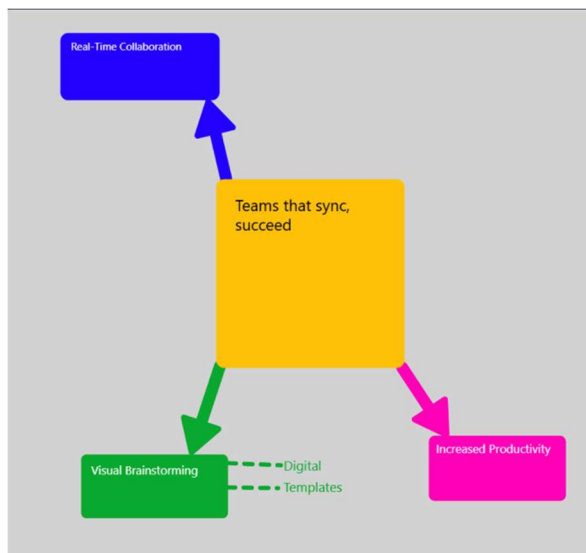 Real-Time Collaboration
Teams that sync,
succeed
Visual Brainstorming
Digital
Templates
Increased Productivity